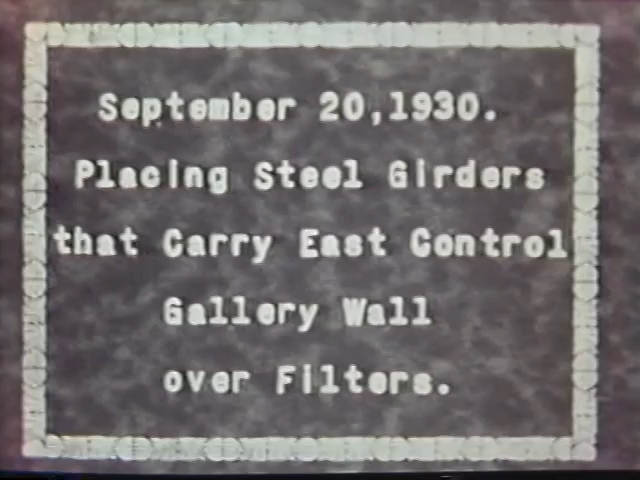 September 20,1930.
Placing Steel Girders
that Carry East Control
Gallery Wall
over Filters.